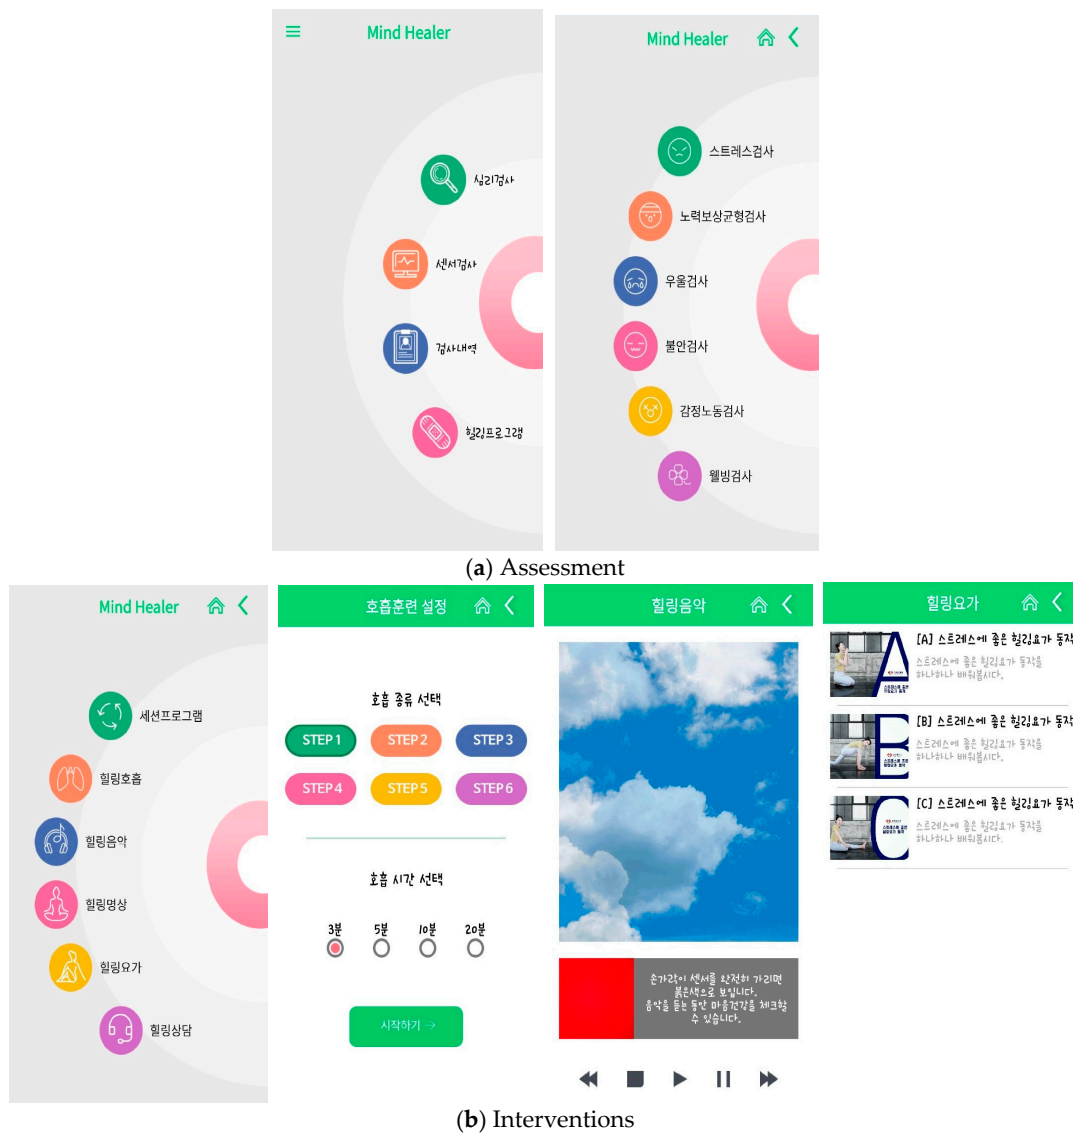 Mind Healer
심리검사
센서검사
검사내역
힐링프로그램
Mind Healer
스트레스검사
노력보상균형검사
우울검사
불안검사
감정노동검사
웰빙검사
(a) Assessment
Mind Healer
세션프로그램
힐링호흡
힐링음악
힐링명상
힐링요가
힐링상담
호흡훈련 설정
호흡 종류 선택
STEP 1 STEP 2 STEP 3
STEP 4 STEP 5 STEP 6
호흡 시간 선택
3분 5분 10분 20분
시작하기 →
힐링음악
손가락이 센서를 완전히 가리면
붉은색으로 보입니다.
음악을 듣는 동안 마음건강을 체크할
수 있습니다.
힐링요가
A
[A] 스트레스에 좋은 힐링요가 동작
스트레스에 좋은 힐링요가 동작을
하나하나 배워봅시다.
B
[B] 스트레스에 좋은 힐링요가 동작
스트레스에 좋은 힐링요가 동작을
하나하나 배워봅시다.
C
[C] 스트레스에 좋은 힐링요가 동작
스트레스에 좋은 힐링요가 동작을
하나하나 배워봅시다.
(b) Interventions